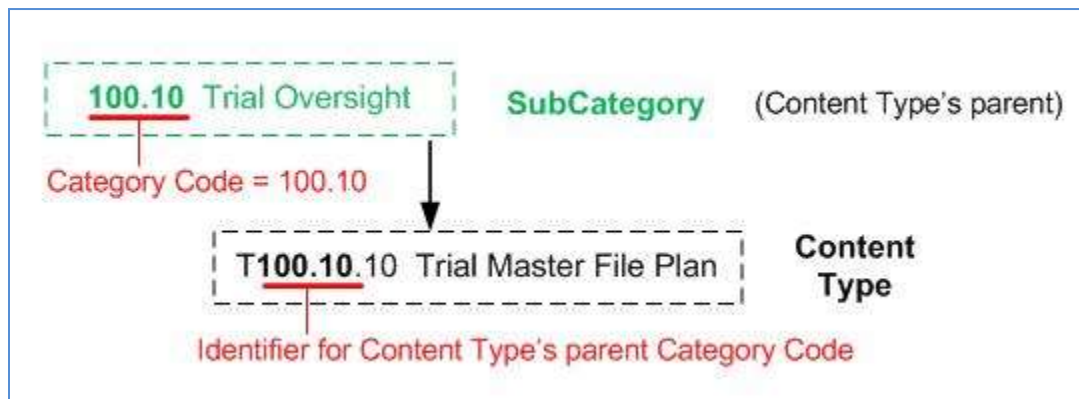 100.10 Trial Oversight SubCategory (Content Type's parent)
Category Code = 100.10
T100.10.10 Trial Master File Plan Content
Type
Identifier for Content Type's parent Category Code